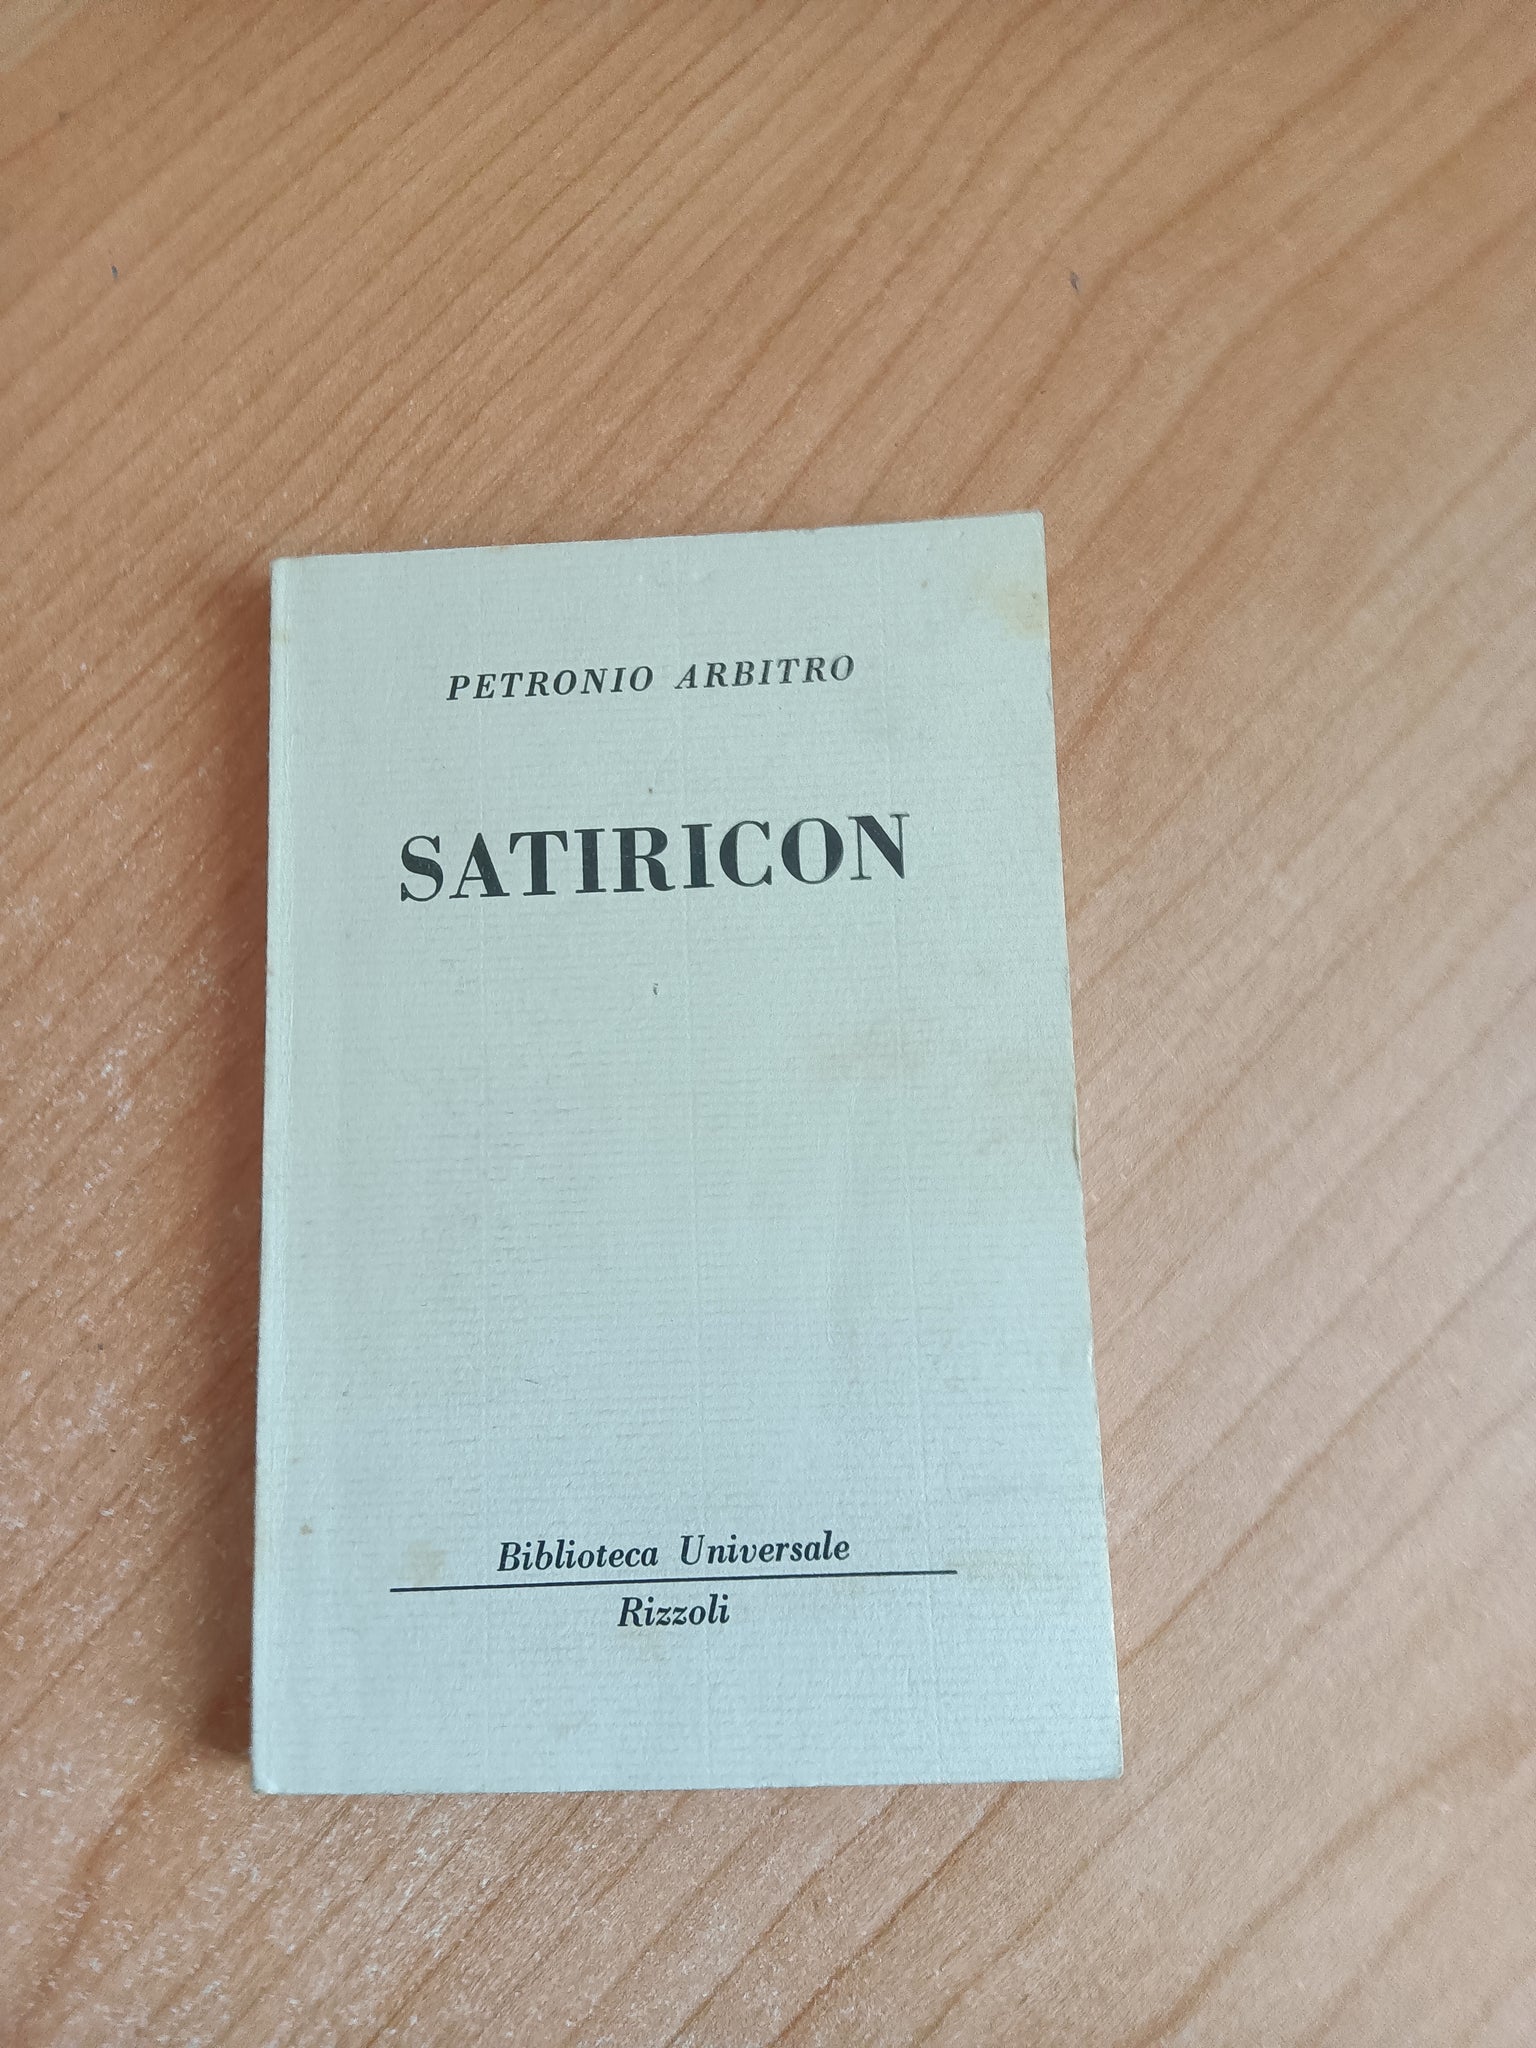 PETRONIO ARBITRO
SATIRICON
Biblioteca Universale
Rizzoli